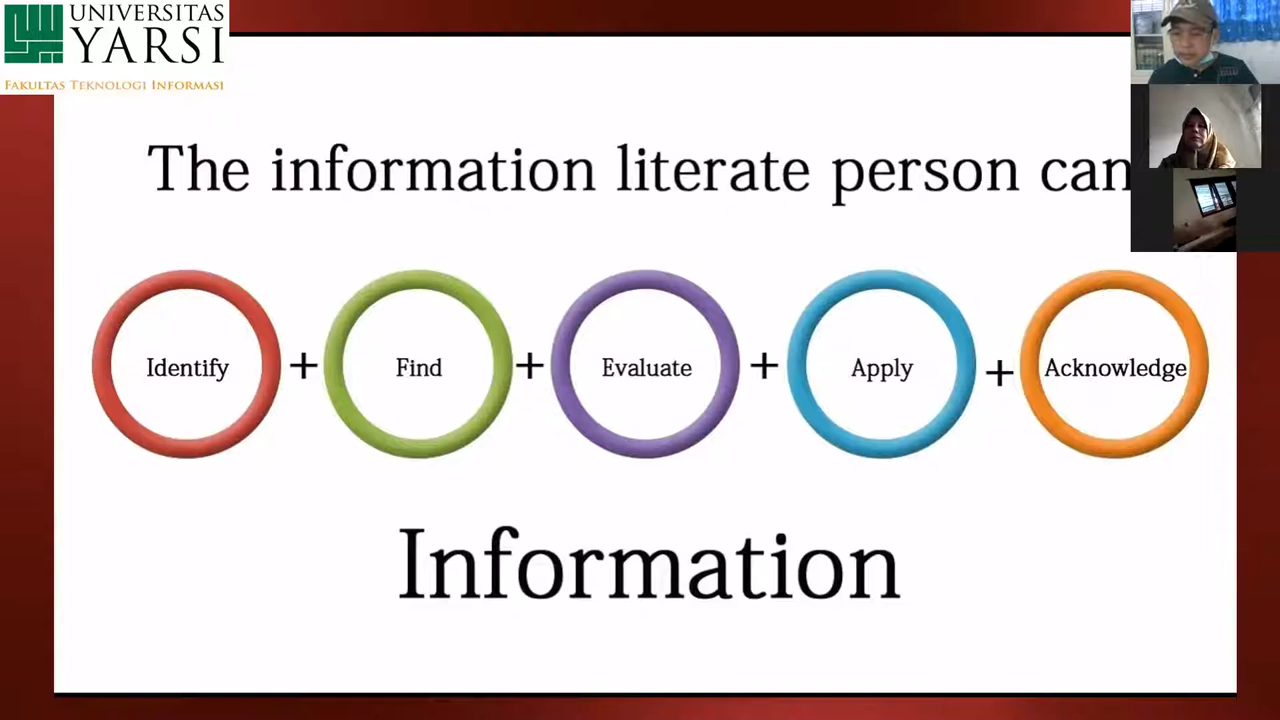 UNIVERSITAS
YARSI
FAKULTAS TEKNOLOGI INFORMASI
The information literate person can
Identify + Find + Evaluate + Apply + Acknowledge
Information